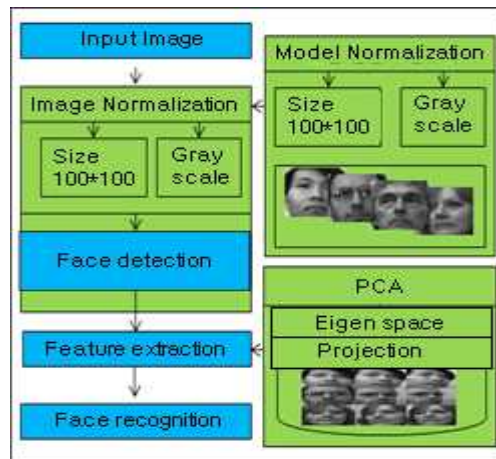 Input Image
Image Normalization
Size
100*100
Gray
scale
Face detection
Feature extraction
Face recognition
Model Normalization
Size
100*100
Gray
scale
PCA
Eigen space
Projection